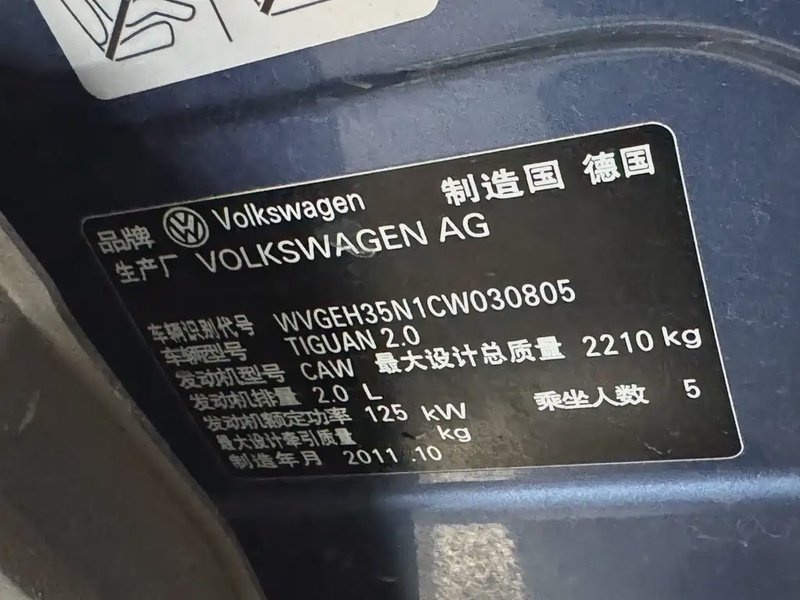 品牌 Volkswagen 制造国 德国
生产厂 VOLKSWAGEN AG
车辆识别代号 WVGEH35N1CW030805
车辆型号 TIGUAN 2.0
发动机型号 CAW 最大设计总质量 2210 kg
发动机排量 2.0 L
发动机额定功率 125 kW 乘坐人数 5
最大设计牵引质量 kg
制造年月 2011 .10